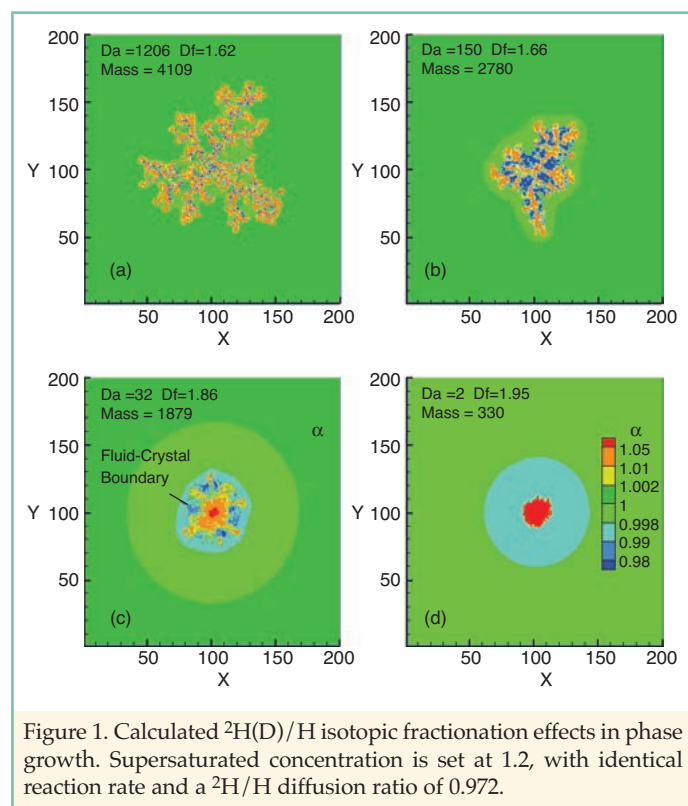 200
150
Y 100
50
Da =1206 Df=1.62
Mass = 4109
(a)
50 100 150 200
X
200
150
Y 100
50
Da =150 Df=1.66
Mass = 2780
(b)
50 100 150 200
X
200
150
Y 100
50
Da =32 Df=1.86
Mass = 1879
α
Fluid-Crystal
Boundary
(c)
50 100 150 200
X
200
150
Y 100
50
Da =2 Df=1.95
Mass = 330
α
1.05
1.01
1.002
1
0.998
0.99
0.98
(d)
50 100 150 200
X
Figure 1. Calculated ²H(D)/H isotopic fractionation effects in phase
growth. Supersaturated concentration is set at 1.2, with identical
reaction rate and a ²H/H diffusion ratio of 0.972.